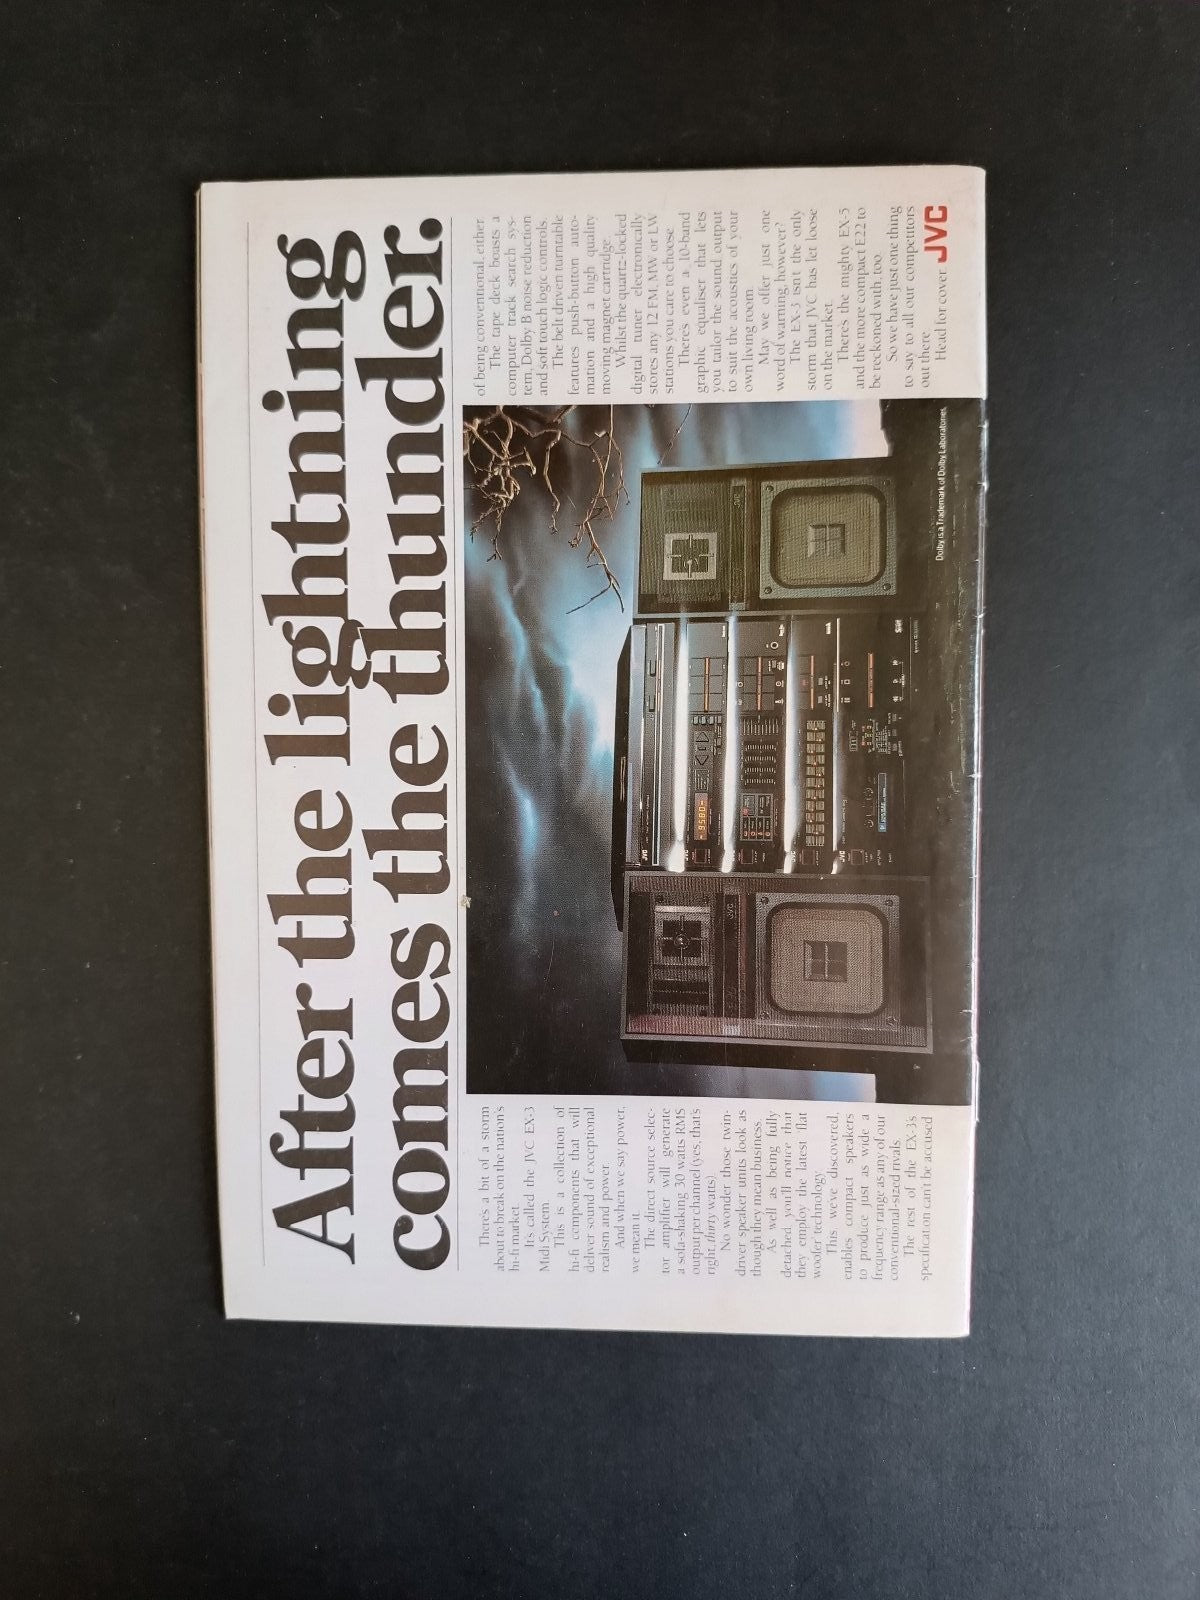 After the lightning
comes the thunder.
There's a bit of a storm
about to break on the nation's
hi-fi market.
It's called the JVC EX-3
Midi System
This is a collection of
hi-fi components that will
deliver sound of exceptional
realism and power
And when we say power,
we mean it.
The direct source selec-
tor amplifier will generate
a sofa-shaking 30 watts RMS
output per channel (yes, that's
right, thirty watts).
No wonder those twin-
driver speaker units look as
though they mean business
As well as being fully
detached, you'll notice that
they employ the latest 'flat
woofer' technology.
This we've discovered,
enables compact speakers
to produce just as wide a
frequency range as any of our
conventional-sized rivals
The rest of the EX-3's
specification can't be accused
of being conventional, either
The tape deck boasts a
computer track search sys-
tem, Dolby B noise reduction
and soft touch logic controls.
The belt driven turntable
features push-button auto-
mation and a high quality
moving magnet cartridge
Whilst the quartz-locked
digital tuner electronically
stores any 12 FM, MW or LW
stations you care to choose
There's even a 10-band
graphic equaliser that lets
you tailor the sound output
to suit the acoustics of your
own living room.
May we offer just one
word of warning, however?
The EX-3 isn't the only
storm that JVC has let loose
on the market.
There's the mighty EX-5
and the more compact E22 to
be reckoned with, too.
So we have just one thing
to say to all our competitors
out there
Head for cover JVC
Dolby is a Trademark of Dolby Laboratories.
JVC
JVC
JVC
JVC
JVC
JVC